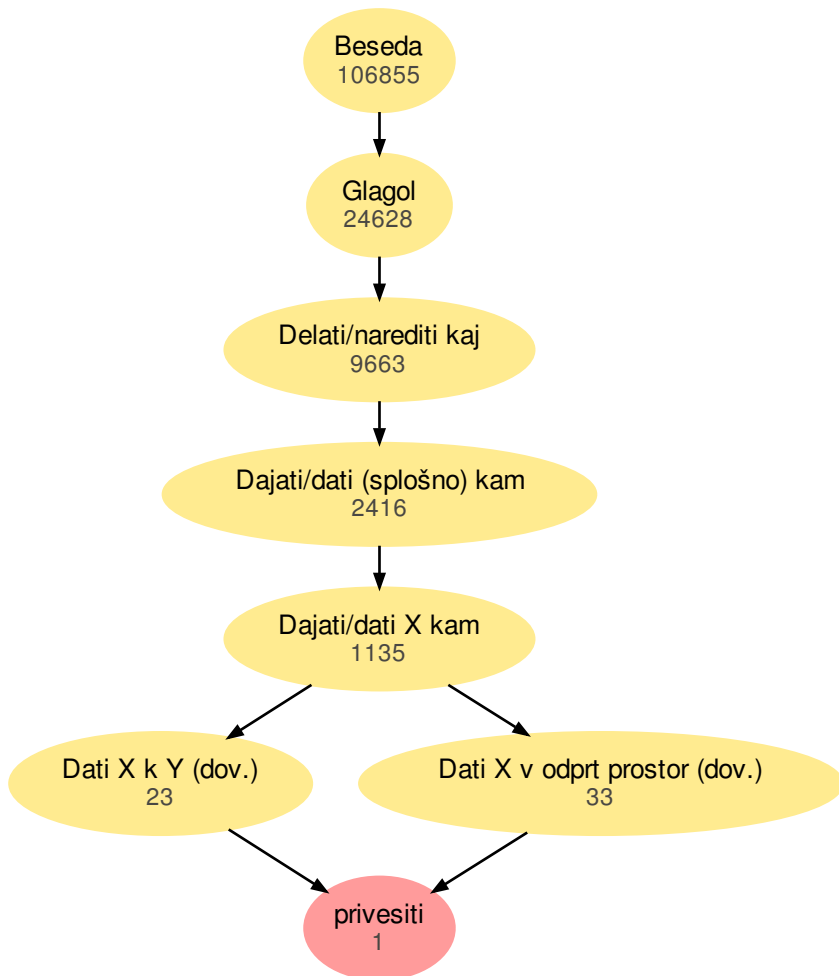 Beseda
106855
Glagol
24628
Delati/narediti kaj
9663
Dajati/dati (splošno) kam
2416
Dajati/dati X kam
1135
Dati X k Y (dov.)
23
Dati X v odprt prostor (dov.)
33
privesiti
1